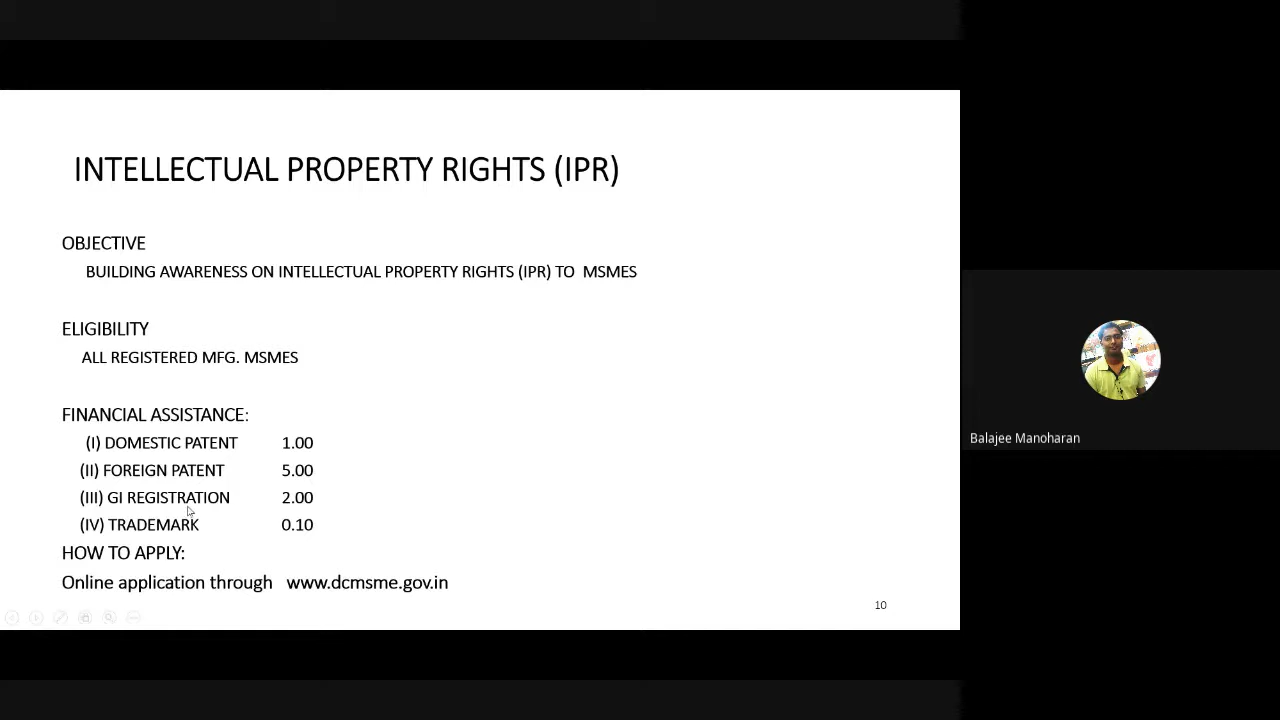 INTELLECTUAL PROPERTY RIGHTS (IPR)
OBJECTIVE
BUILDING AWARENESS ON INTELLECTUAL PROPERTY RIGHTS (IPR) TO MSMES
ELIGIBILITY
ALL REGISTERED MFG. MSMES
FINANCIAL ASSISTANCE:
(I) DOMESTIC PATENT 1.00
(II) FOREIGN PATENT 5.00
(III) GI REGISTRATION 2.00
(IV) TRADEMARK 0.10
HOW TO APPLY:
Online application through www.dcmsme.gov.in
10
Balajee Manoharan